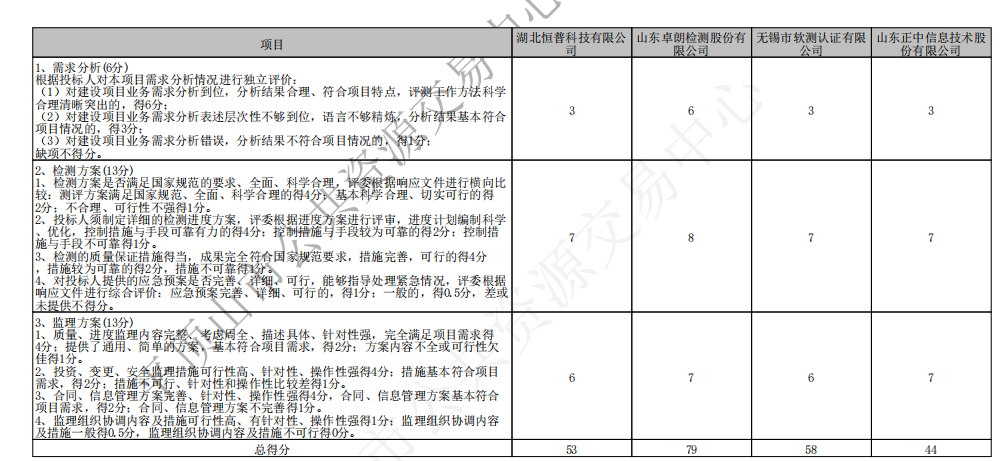 项目
湖北恒普科技有限公
司
山东卓朗检测股份有
限公司
无锡市软测认证有限
公司
山东正中信息技术股
份有限公司
1、需求分析(6分)
根据投标人对本项目需求分析情况进行独立评价：
（1）对建设项目业务需求分析到位，分析结果合理、符合项目特点，评测工作方法科学
合理清晰突出的，得6分；
（2）对建设项目业务需求分析表述层次性不够到位，语言不够精炼，分析结果基本符合
项目情况的，得3分；
（3）对建设项目业务需求分析错误，分析结果不符合项目情况的，得1分；
缺项不得分。
3
6
3
3
2、检测方案(13分)
1、检测方案是否满足国家规范的要求、全面、科学合理，评委根据响应文件进行横向比
较：测评方案满足国家规范、全面、科学合理的得4分；基本科学合理、切实可行的得
2分；不合理、可行性不强得1分。
2、投标人须制定详细的检测进度方案，评委根据进度方案进行评审，进度计划编制科学
、优化，控制措施与手段可靠有力的得4分；控制措施与手段较为可靠的得2分；控制措
施与手段不可靠得1分。
3、检测的质量保证措施得当，成果完全符合国家规范要求，措施完善，可行的得4分
，措施较为可靠的得2分，措施不可靠得1分。
4、对投标人提供的应急预案是否完善、详细、可行，能够指导处理紧急情况，评委根据
响应文件进行综合评价：应急预案完善、详细、可行的，得1分；一般的，得0.5分，差或
未提供不得分。
7
8
7
7
3、监理方案(13分)
1、质量、进度监理内容完整、考虑周全、描述具体、针对性强，完全满足项目需求得
4分；提供了通用、简单的方案，基本符合项目需求，得2分；方案内容不全或可行性欠
佳得1分。
2、投资、变更、安全监理措施可行性高、针对性、操作性强得4分；措施基本符合项目
需求，得2分；措施不可行、针对性和操作性比较差得1分。
3、合同、信息管理方案完善、针对性、操作性强得4分，合同、信息管理方案基本符合
项目需求，得2分；合同、信息管理方案不完善得1分。
4、监理组织协调内容及措施可行性高、有针对性、操作性强得1分；监理组织协调内容
及措施一般得0.5分，监理组织协调内容及措施不可行得0分。
6
7
6
7
总得分
53
79
58
44
平顶山市公共资源交易中心
市公共资源交易中心